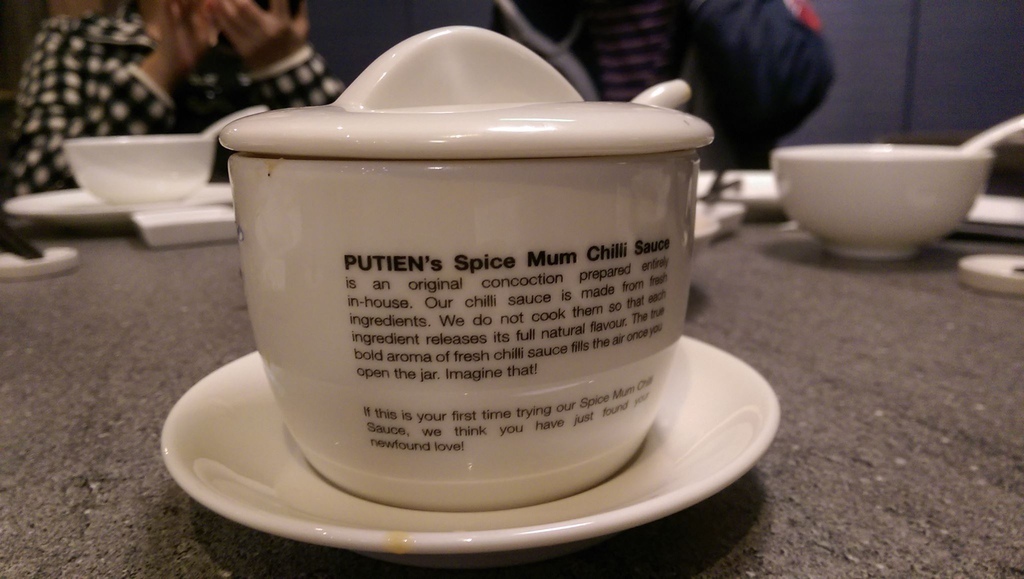 PUTIEN's Spice Mum Chilli Sauce
is an original concoction prepared entirely
in-house. Our chilli sauce is made from fresh
ingredients. We do not cook them so that each
ingredient releases its full natural flavour. The true
bold aroma of fresh chilli sauce fills the air once you
open the jar. Imagine that!
If this is your first time trying our Spice Mum Chilli
Sauce, we think you have just found your
newfound love!